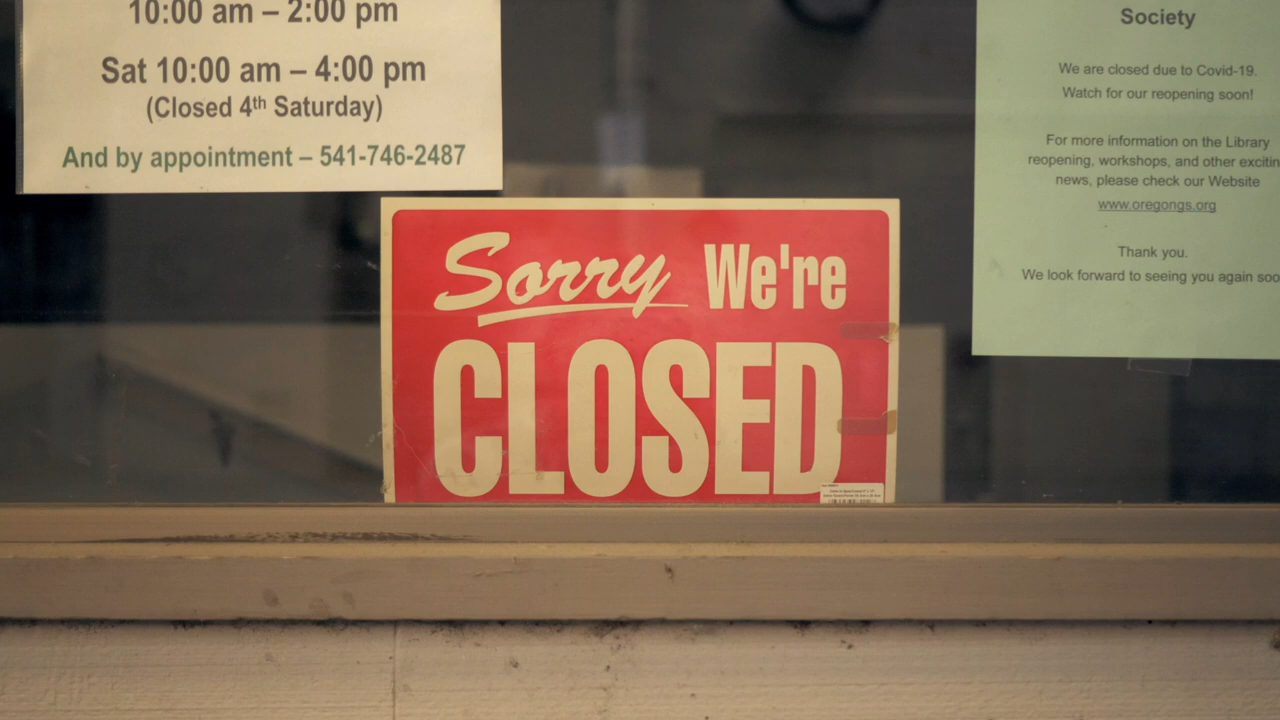 10:00 am – 2:00 pm
Sat 10:00 am – 4:00 pm
(Closed 4th Saturday)
And by appointment – 541-746-2487
Sorry We're
CLOSED
Society
We are closed due to Covid-19.
Watch for our reopening soon!
For more information on the Library
reopening, workshops, and other
news, please check our Website
www.oregongs.org
Thank you.
We look forward to seeing you again